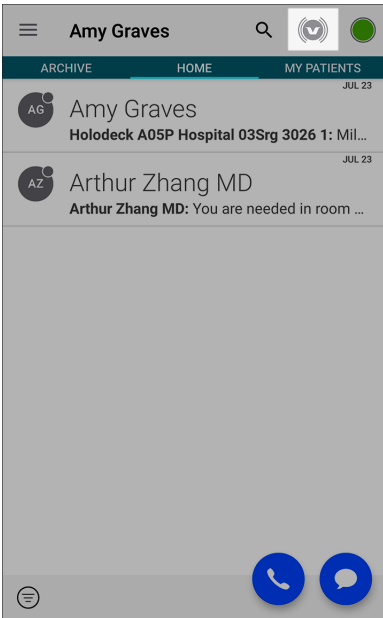 Amy Graves
ARCHIVE HOME MY PATIENTS
JUL 23
AG Amy Graves
Holodeck A05P Hospital 03Srg 3026 1: Mil...
JUL 23
AZ Arthur Zhang MD
Arthur Zhang MD: You are needed in room ...